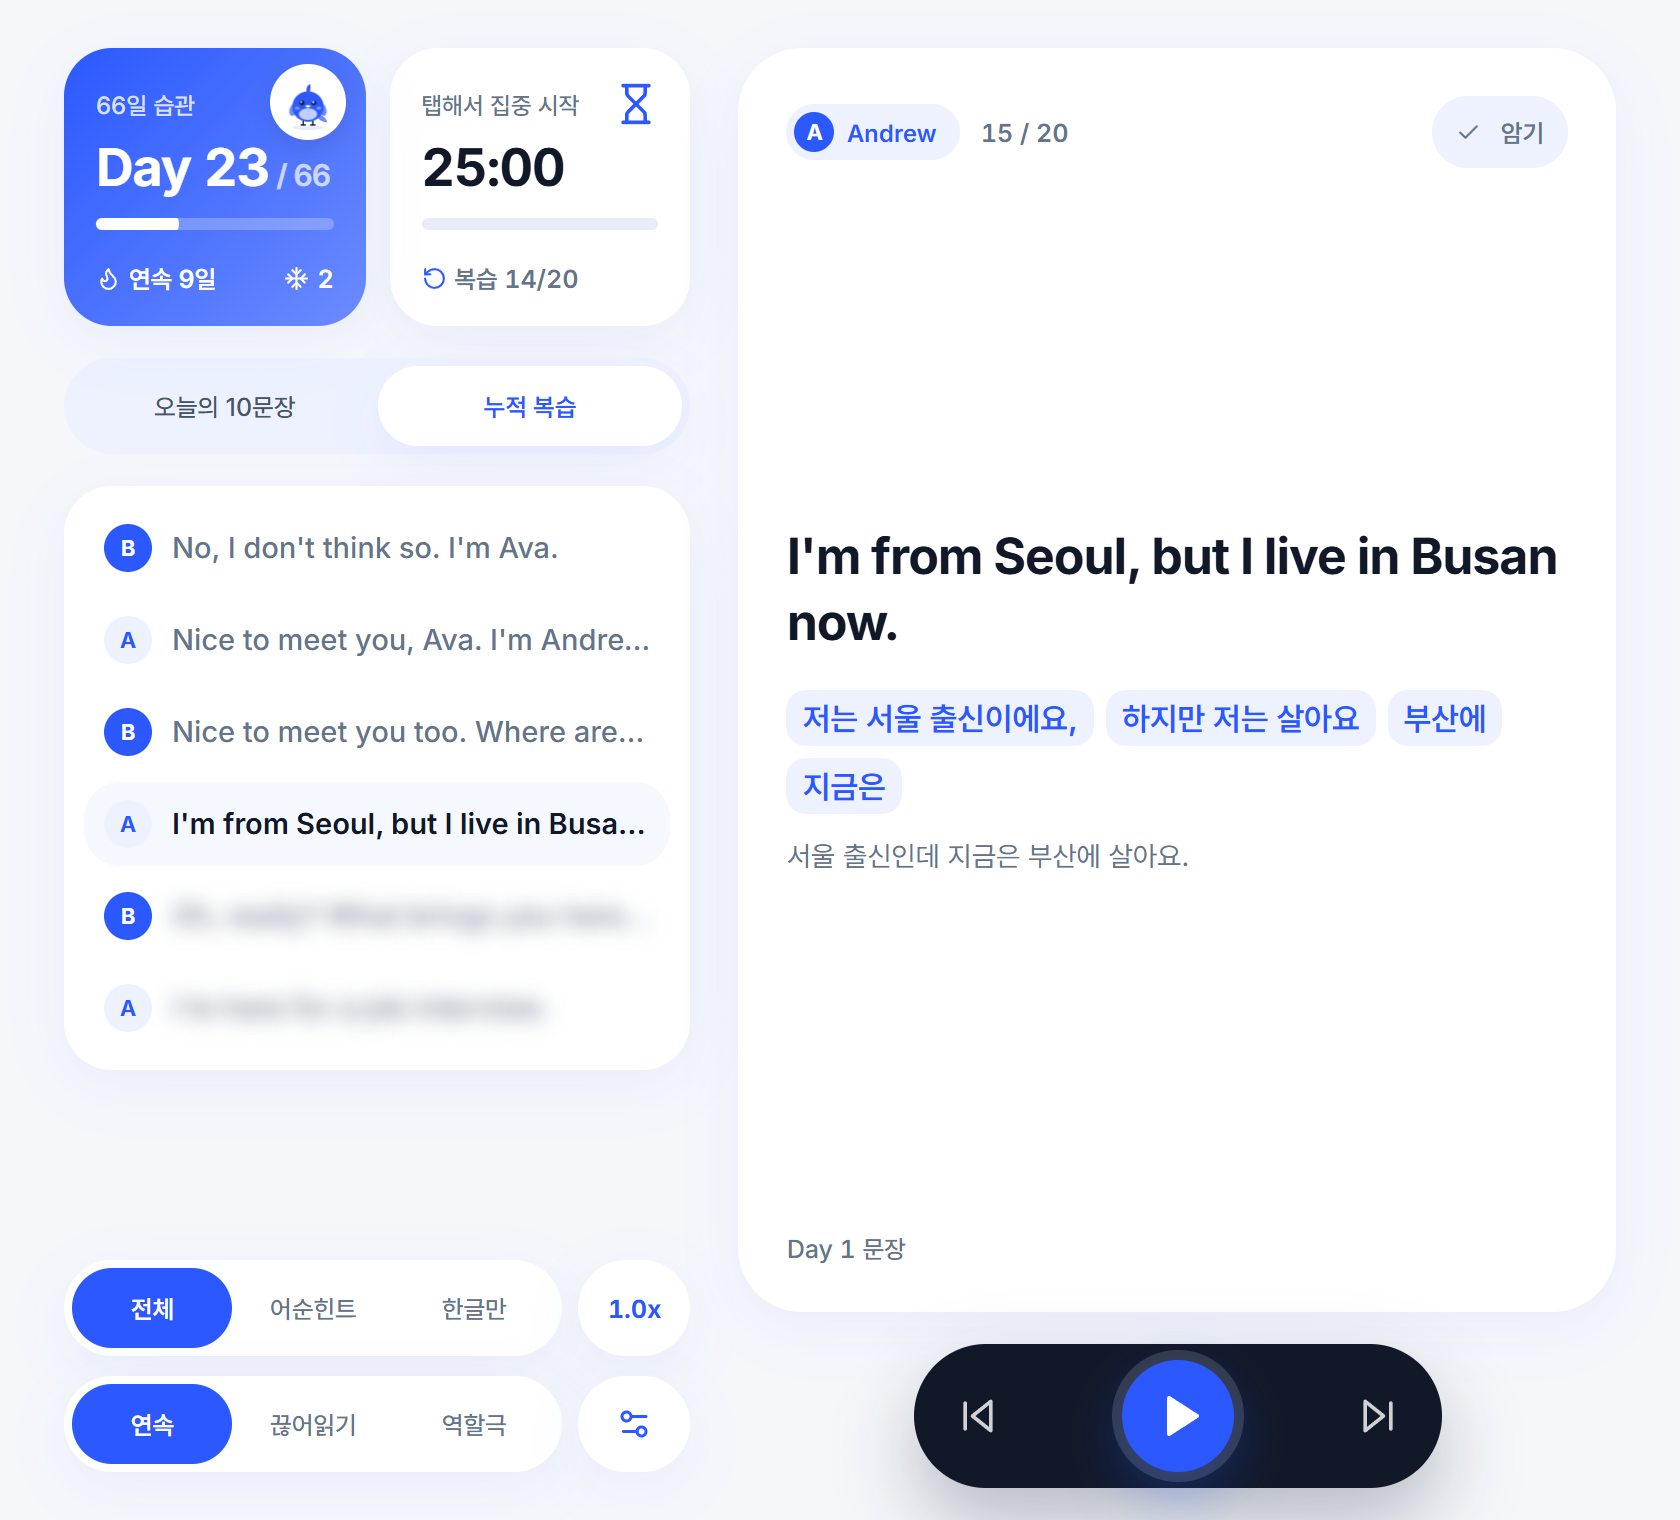 66일 습관
Day 23 / 66
연속 9일
2
탭해서 집중 시작
25:00
복습 14/20
오늘의 10문장
누적 복습
B No, I don't think so. I'm Ava.
A Nice to meet you, Ava. I'm Andre...
B Nice to meet you too. Where are...
A I'm from Seoul, but I live in Busa...
B
A
전체
어순힌트
한글만
1.0x
연속
끊어읽기
역할극
A Andrew
15 / 20
암기
I'm from Seoul, but I live in Busan
now.
저는 서울 출신이에요, 하지만 저는 살아요 부산에
지금은
서울 출신인데 지금은 부산에 살아요.
Day 1 문장